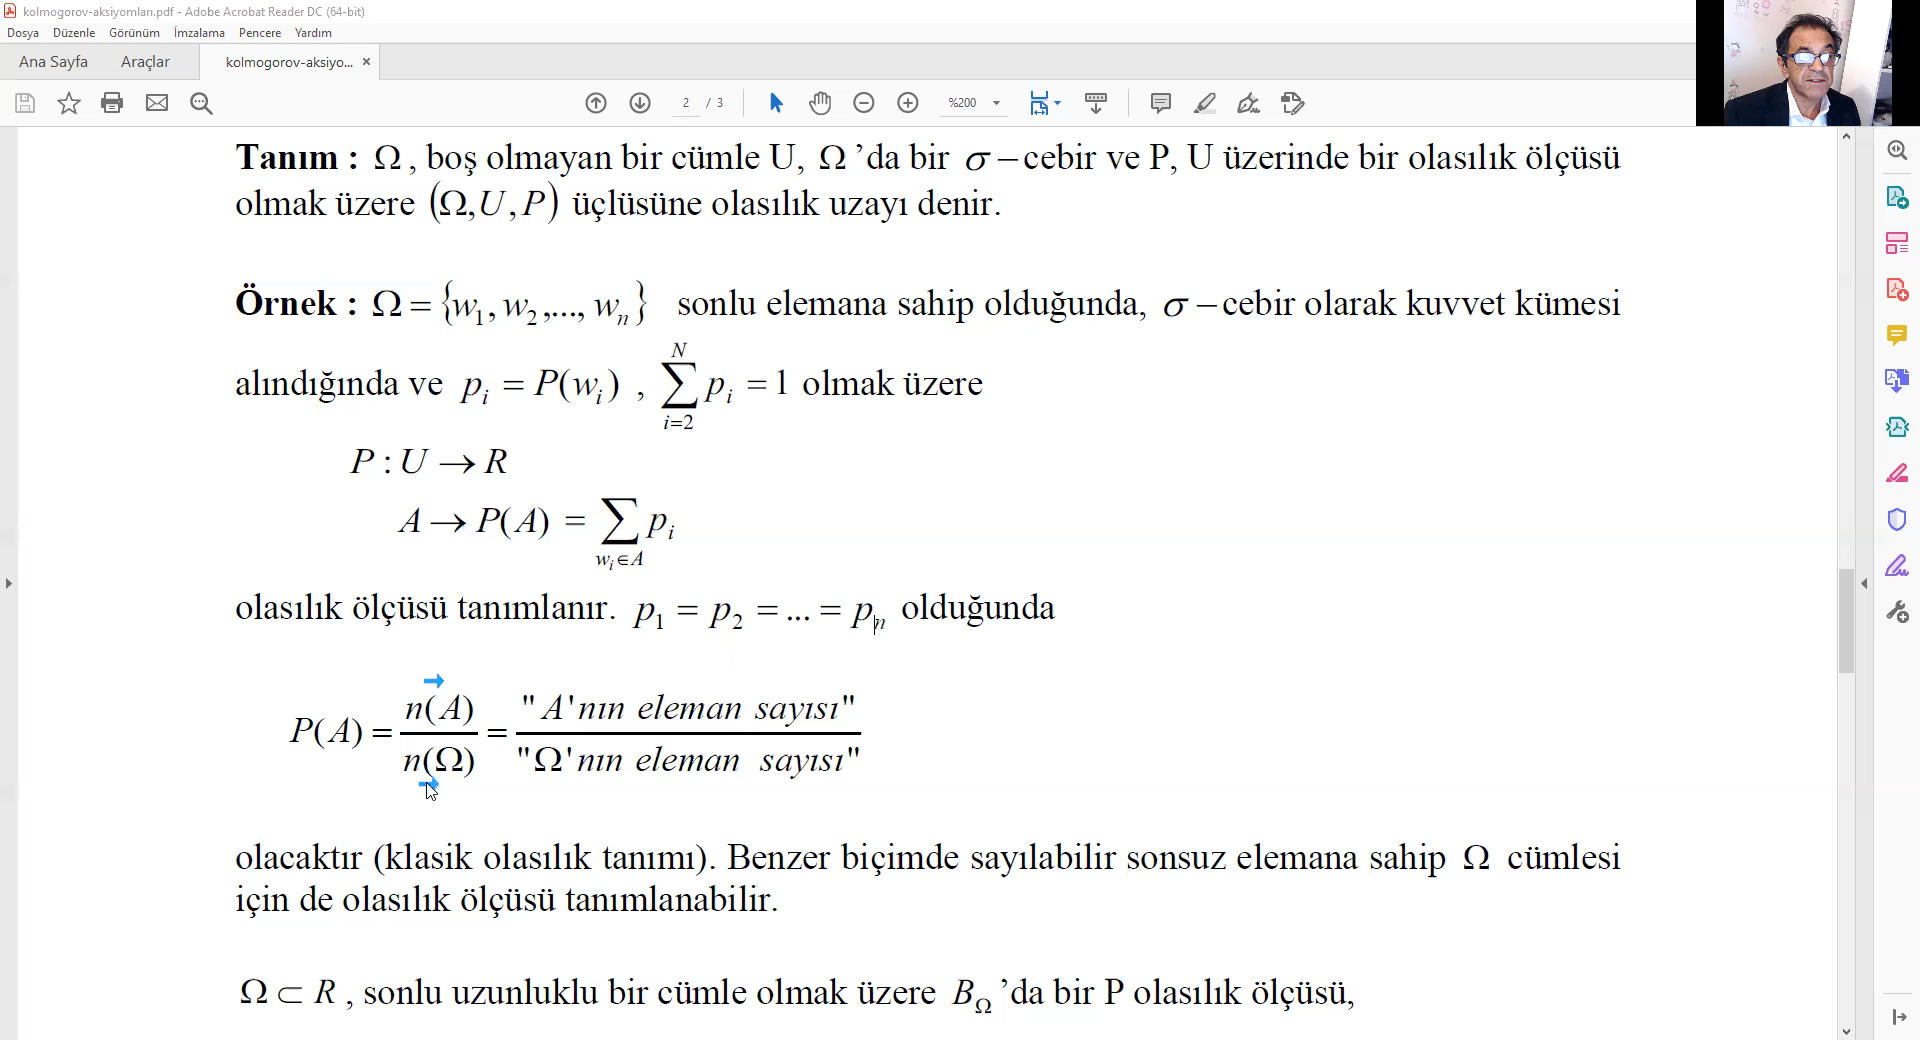 kolmogorov-aksiyomları.pdf - Adobe Acrobat Reader DC (64-bit)
Dosya Düzenle Görünüm İmzalama Pencere Yardım
Ana Sayfa Araçlar kolmogorov-aksiyo... ×
2 / 3 %200
Tanım : Ω, boş olmayan bir cümle U, Ω ’da bir σ – cebir ve P, U üzerinde bir olasılık ölçüsü
olmak üzere (Ω,U,P) üçlüsüne olasılık uzayı denir.
Örnek : Ω = {w₁, w₂,..., wₙ} sonlu elemana sahip olduğunda, σ – cebir olarak kuvvet kümesi
alındığında ve pᵢ = P(wᵢ) , ∑_{i=2}^{N} pᵢ = 1 olmak üzere
P : U → R
A → P(A) = ∑_{wᵢ∈A} pᵢ
olasılık ölçüsü tanımlanır. p₁ = p₂ = ... = pₙ olduğunda
P(A) = n(A)/n(Ω) = "A'nın eleman sayısı"/"Ω'nın eleman sayısı"
olacaktır (klasik olasılık tanımı). Benzer biçimde sayılabilir sonsuz elemana sahip Ω cümlesi
için de olasılık ölçüsü tanımlanabilir.
Ω ⊂ R , sonlu uzunluklu bir cümle olmak üzere B_Ω ’da bir P olasılık ölçüsü,